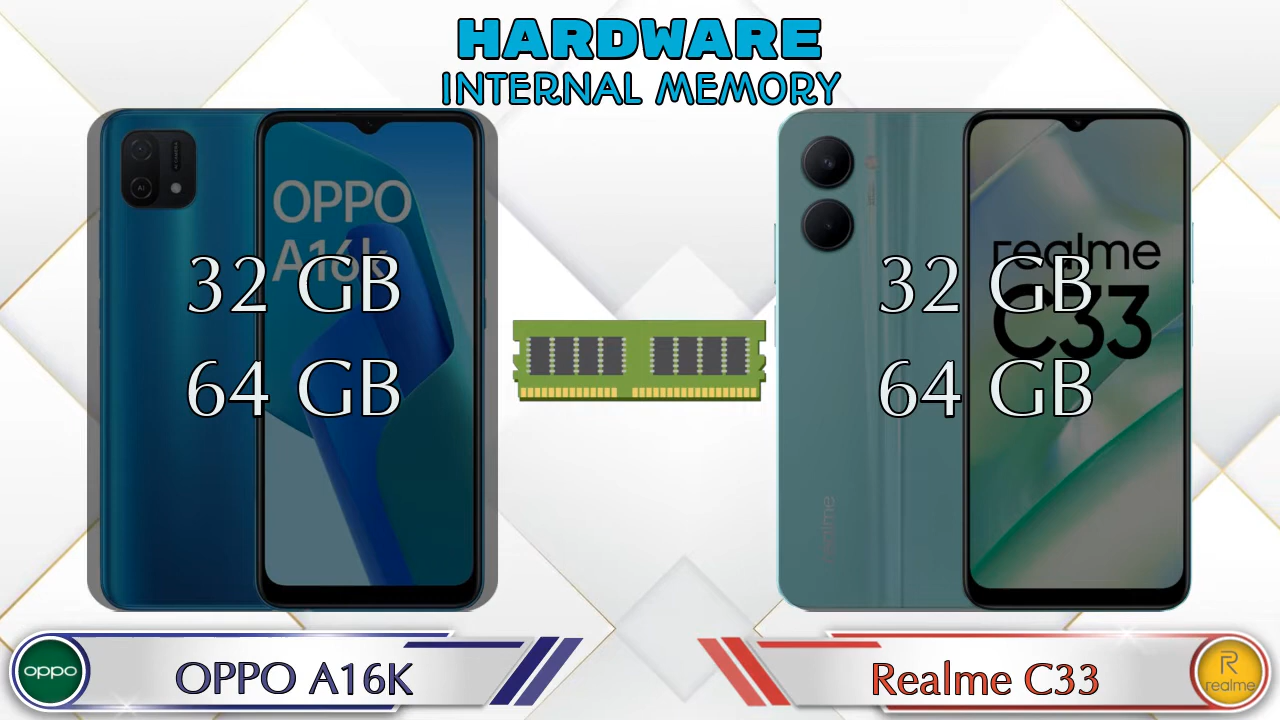 HARDWARE
INTERNAL MEMORY
OPPO
A16k
32 GB
64 GB
AI
realme
C33
32 GB
64 GB
realme
oppo
OPPO A16K
Realme C33
R
realme